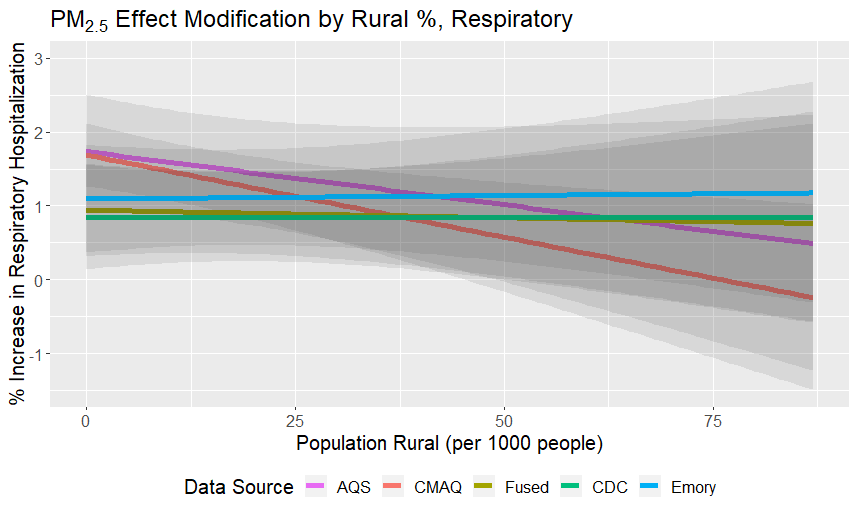 PM2.5 Effect Modification by Rural %, Respiratory
% Increase in Respiratory Hospitalization
3
2
1
0
-1
0 25 50 75
Population Rural (per 1000 people)
Data Source AQS CMAQ Fused CDC Emory